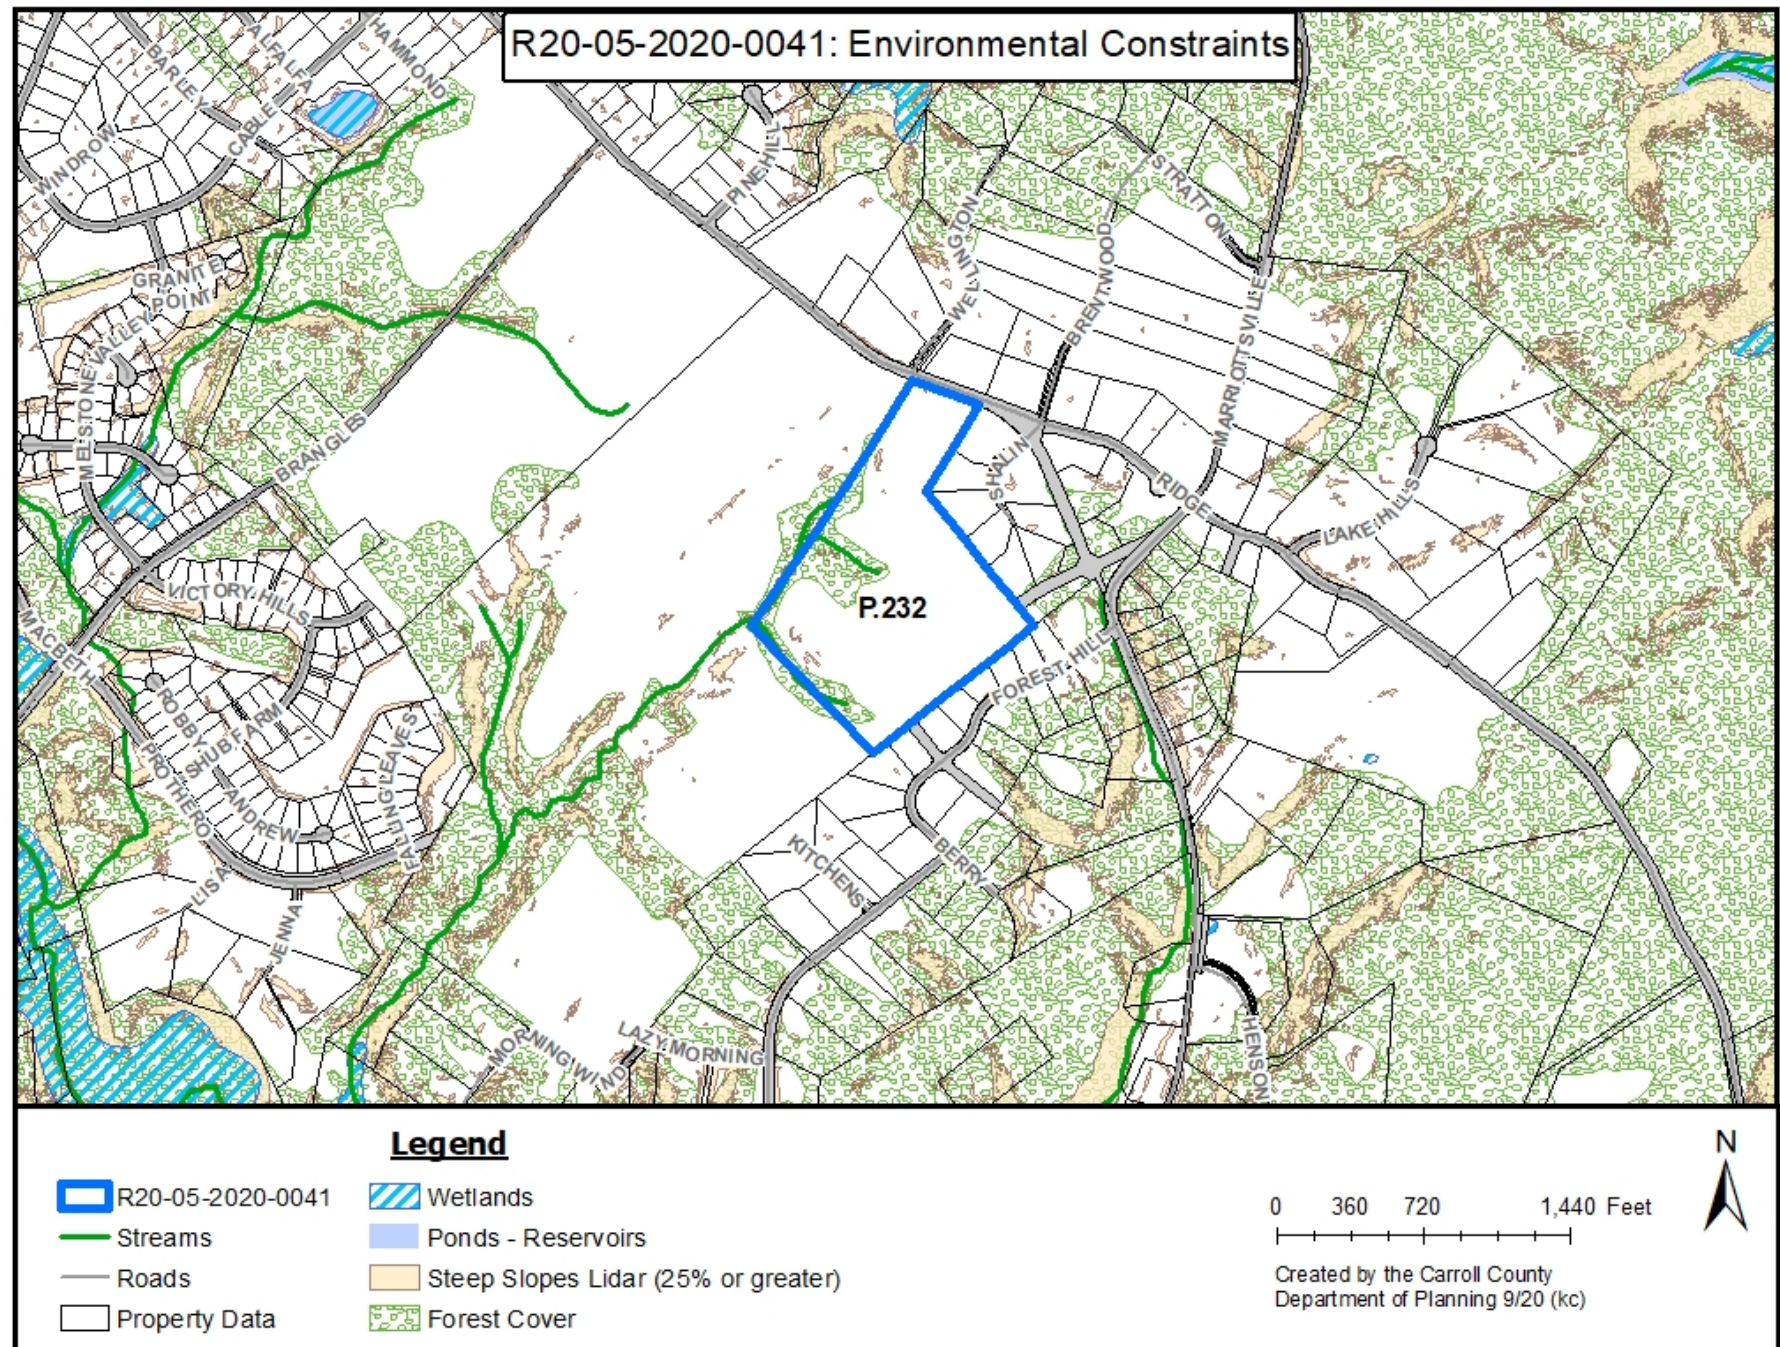 R20-05-2020-0041: Environmental Constraints
HAMMOND
ALFALFA
BARLEY
CABLE
WINDROW
PINEHILL
STRATTON
WELLINGTON
BRENTWOOD
GRANITE
POINT
VALLEY
MELSTONE
MARRIOTTSVILLE
BRANGLES
SHALIN
RIDGE
LAKE HILLS
VICTORY HILLS
P.232
MACBETH
FOREST HILL
ROBBY
SHUB FARM
PROTHERO
FALLING LEAVES
ANDREW
KITCHENS
BERRY
LISA
JENNA
MORNING WIND
LAZY MORNING
HENSON
Legend
R20-05-2020-0041
Streams
Roads
Property Data
Wetlands
Ponds - Reservoirs
Steep Slopes Lidar (25% or greater)
Forest Cover
0 360 720 1,440 Feet
Created by the Carroll County
Department of Planning 9/20 (kc)
N